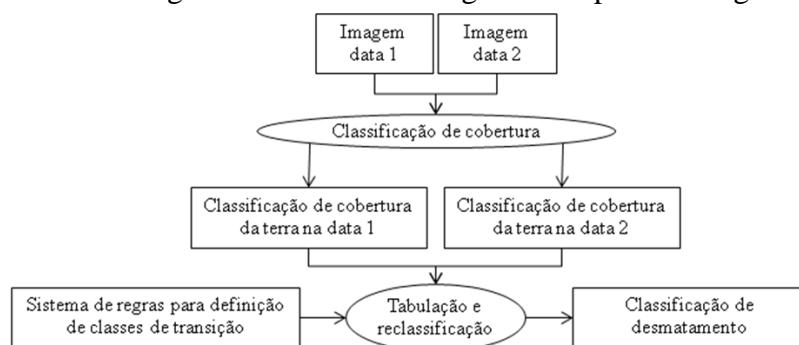 Imagem
data 1
Imagem
data 2
Classificação de cobertura
Classificação de cobertura
da terra na data 1
Classificação de cobertura
da terra na data 2
Sistema de regras para definição
de classes de transição
Tabulação e
reclassificação
Classificação de
desmatamento